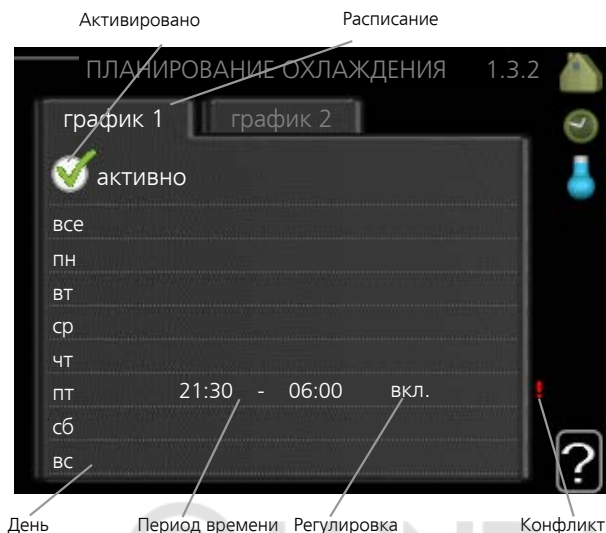 Активировано Расписание
ПЛАНИРОВАНИЕ ОХЛАЖДЕНИЯ 1.3.2
график 1 график 2
активно
все
пн
вт
ср
чт
пт 21:30 - 06:00 вкл. !
сб
вс
?
День Период времени Регулировка Конфликт